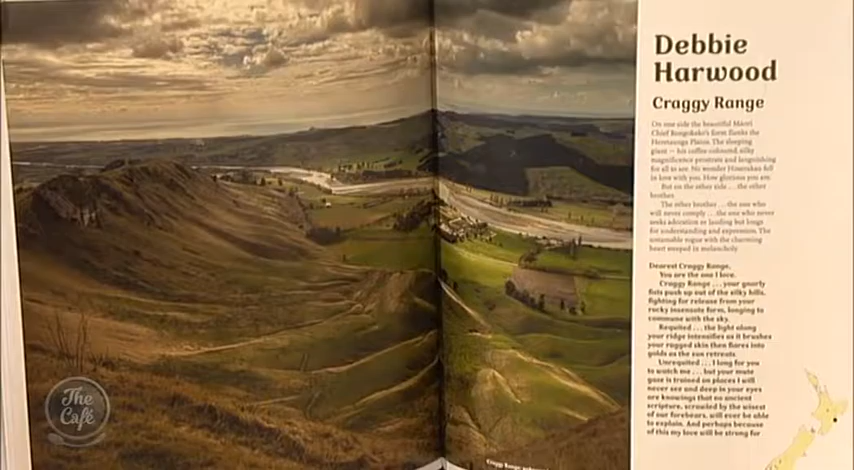 Debbie
Harwood
Craggy Range
On one side the beautiful Māori
Chief Rongokako's form flanks the
Heretaunga Plains. The sleeping
giant — his coffee-coloured, silky
magnificence prostrate and languishing
for all to see. No wonder Hinerakau fell
in love with you. How glorious you are.
But on the other side . . . the other
brother.
The other brother . . . the one who
will never comply . . . the one who never
seeks adoration or landing but longs
for understanding and expression. The
untamable rogue with the charming
heart steeped in melancholy.
Dearest Craggy Range,
You are the one I love.
Craggy Range . . . your gnarly
fists push up out of the silky hills,
fighting for release from your
rocky insensate form, longing to
commune with the sky.
Requited . . . the light along
your ridge intensifies as it brushes
your rugged skin then flares into
golds as the sun retreats.
Unrequited . . . I long for you
to watch me . . . but your mute
gaze is trained on places I will
never see and deep in your eyes
are knowings that no ancient
scripture, scrawled by the wisest
of our forebears, will ever be able
to explain. And perhaps because
of this my love will be strong for
Craggy Range
The
Café